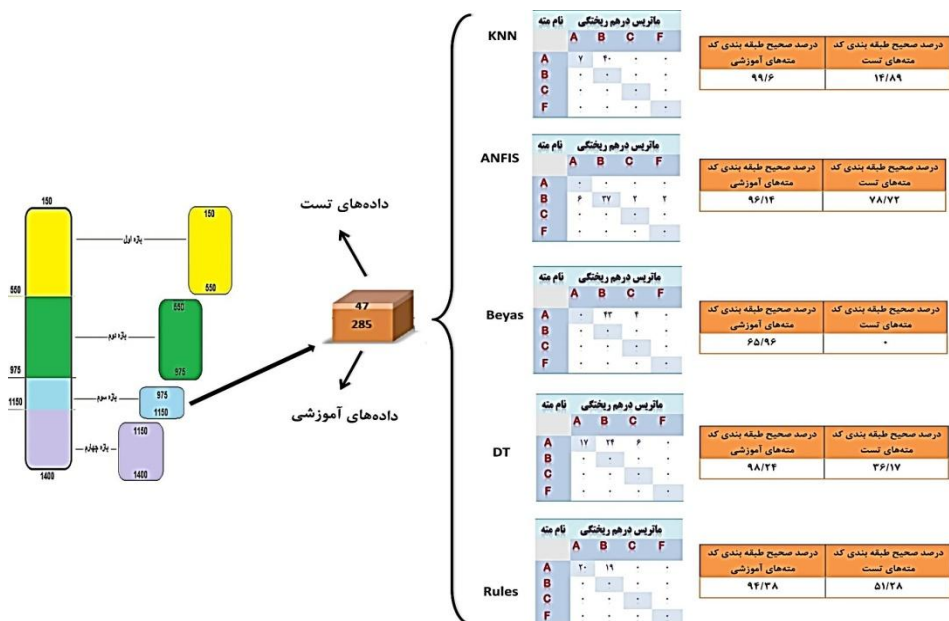 150
550
975
1150
1400
بازه اول
بازه دوم
بازه سوم
بازه چهارم
150
550
550
975
975
1150
1150
1400
داده‌های تست
47
285
داده‌های آموزشی
KNN
نام مته ماتریس درهم ریختگی
A B C F
A ۷ ۴۰ ۰ ۰
B ۰ ۰ ۰ ۰
C ۰ ۰ ۰ ۰
F ۰ ۰ ۰ ۰
درصد صحیح طبقه بندی کد مته‌های آموزشی
درصد صحیح طبقه بندی کد مته‌های تست
۹۹/۶ ۱۴/۸۹
ANFIS
نام مته ماتریس درهم ریختگی
A B C F
A ۰ ۰ ۰ ۰
B ۶ ۳۷ ۲ ۲
C ۰ ۰ ۰ ۰
F ۰ ۰ ۰ ۰
درصد صحیح طبقه بندی کد مته‌های آموزشی
درصد صحیح طبقه بندی کد مته‌های تست
۹۶/۱۴ ۷۸/۷۲
Beyas
نام مته ماتریس درهم ریختگی
A B C F
A ۰ ۴۳ ۴ ۰
B ۰ ۰ ۰ ۰
C ۰ ۰ ۰ ۰
F ۰ ۰ ۰ ۰
درصد صحیح طبقه بندی کد مته‌های آموزشی
درصد صحیح طبقه بندی کد مته‌های تست
۶۵/۹۶ ۰
DT
نام مته ماتریس درهم ریختگی
A B C F
A ۱۷ ۲۴ ۶ ۰
B ۰ ۰ ۰ ۰
C ۰ ۰ ۰ ۰
F ۰ ۰ ۰ ۰
درصد صحیح طبقه بندی کد مته‌های آموزشی
درصد صحیح طبقه بندی کد مته‌های تست
۹۸/۲۴ ۳۶/۱۷
Rules
نام مته ماتریس درهم ریختگی
A B C F
A ۲۰ ۱۹ ۰ ۰
B ۰ ۰ ۰ ۰
C ۰ ۰ ۰ ۰
F ۰ ۰ ۰ ۰
درصد صحیح طبقه بندی کد مته‌های آموزشی
درصد صحیح طبقه بندی کد مته‌های تست
۹۴/۳۸ ۵۱/۲۸